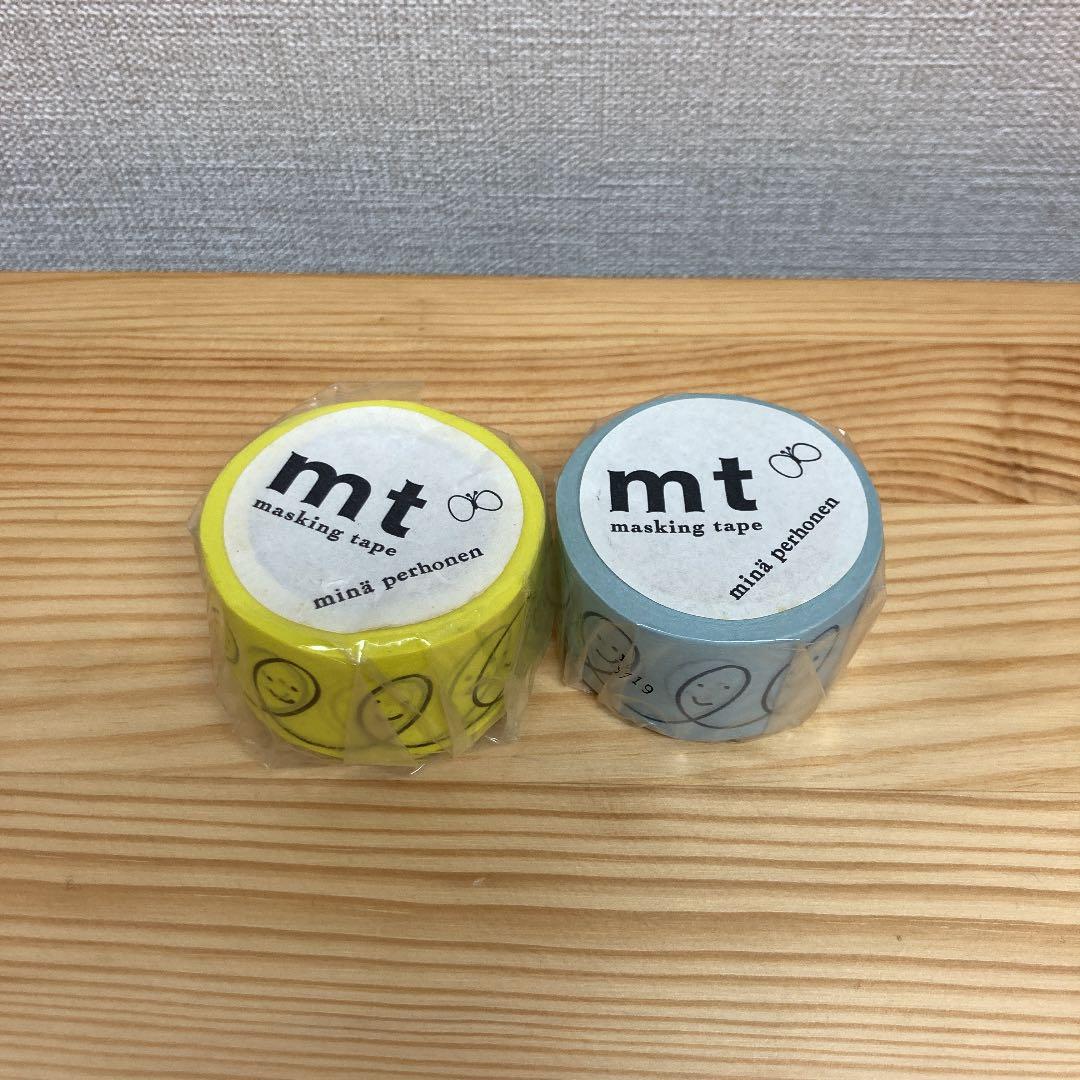 mt
masking tape
minä perhonen
mt
masking tape
minä perhonen